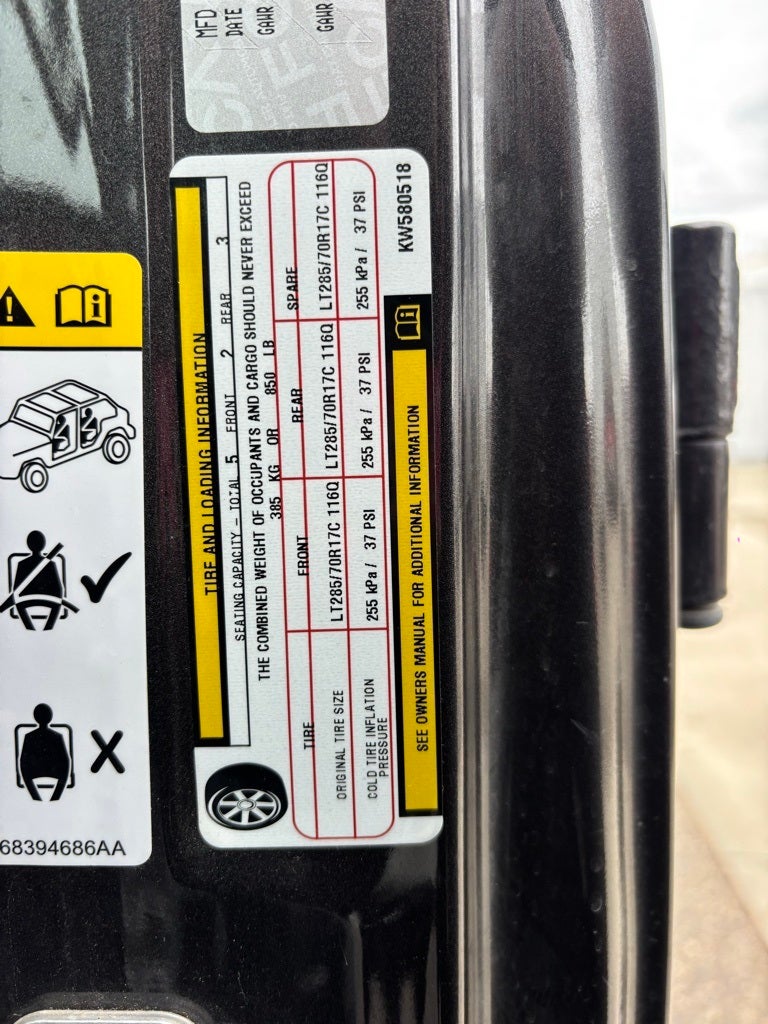 MFD
DATE
GAWR
GAWR
TIRE AND LOADING INFORMATION
SEATING CAPACITY – TOTAL 5 FRONT 2 REAR 3
THE COMBINED WEIGHT OF OCCUPANTS AND CARGO SHOULD NEVER EXCEED
385 KG OR 850 LB
TIRE FRONT REAR SPARE
ORIGINAL TIRE SIZE LT285/70R17C 116Q LT285/70R17C 116Q LT285/70R17C 116Q
COLD TIRE INFLATION
PRESSURE 255 kPa / 37 PSI 255 kPa / 37 PSI 255 kPa / 37 PSI
SEE OWNERS MANUAL FOR ADDITIONAL INFORMATION
KW580518
68394686AA